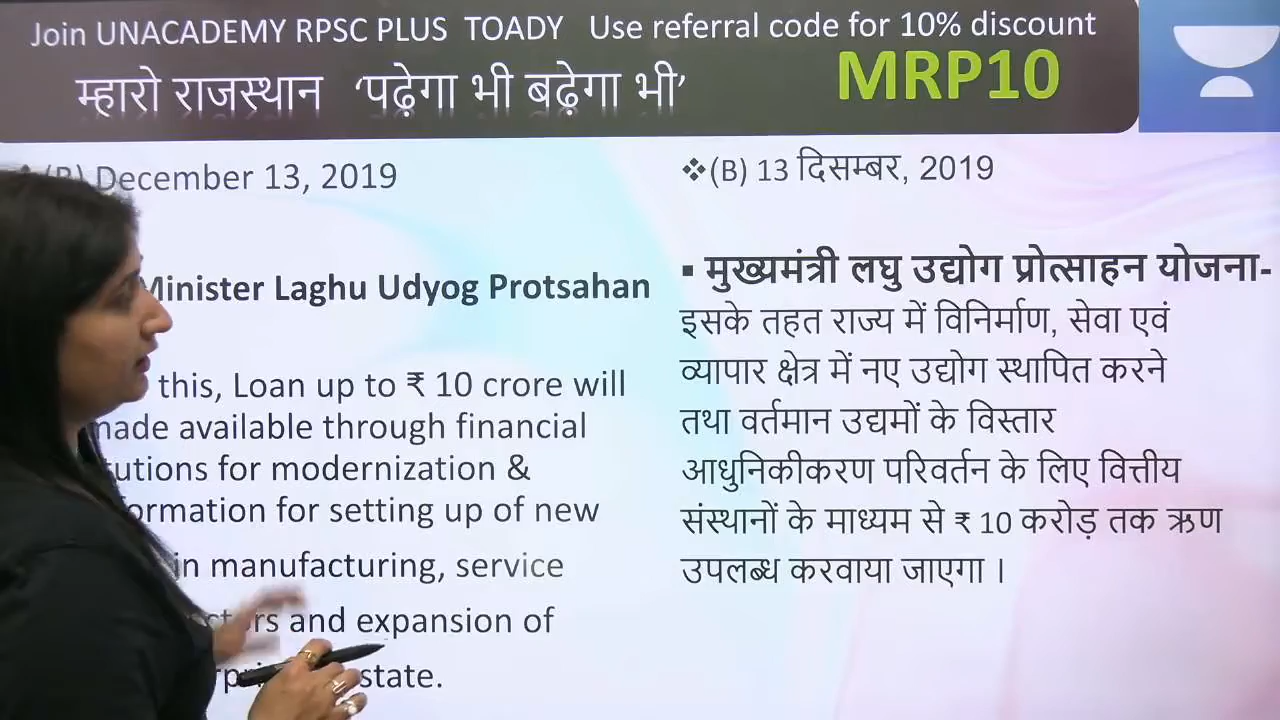 Join UNACADEMY RPSC PLUS TOADY Use referral code for 10% discount
म्हारो राजस्थान ‘पढ़ेगा भी बढ़ेगा भी’ MRP10
(B) December 13, 2019
Minister Laghu Udyog Protsahan
this, Loan up to ₹ 10 crore will
made available through financial
for modernization &
for setting up of new
in manufacturing, service
and expansion of
state.
❖(B) 13 दिसम्बर, 2019
▪ मुख्यमंत्री लघु उद्योग प्रोत्साहन योजना-
इसके तहत राज्य में विनिर्माण, सेवा एवं
व्यापार क्षेत्र में नए उद्योग स्थापित करने
तथा वर्तमान उद्यमों के विस्तार
आधुनिकीकरण परिवर्तन के लिए वित्तीय
संस्थानों के माध्यम से ₹ 10 करोड़ तक ऋण
उपलब्ध करवाया जाएगा ।